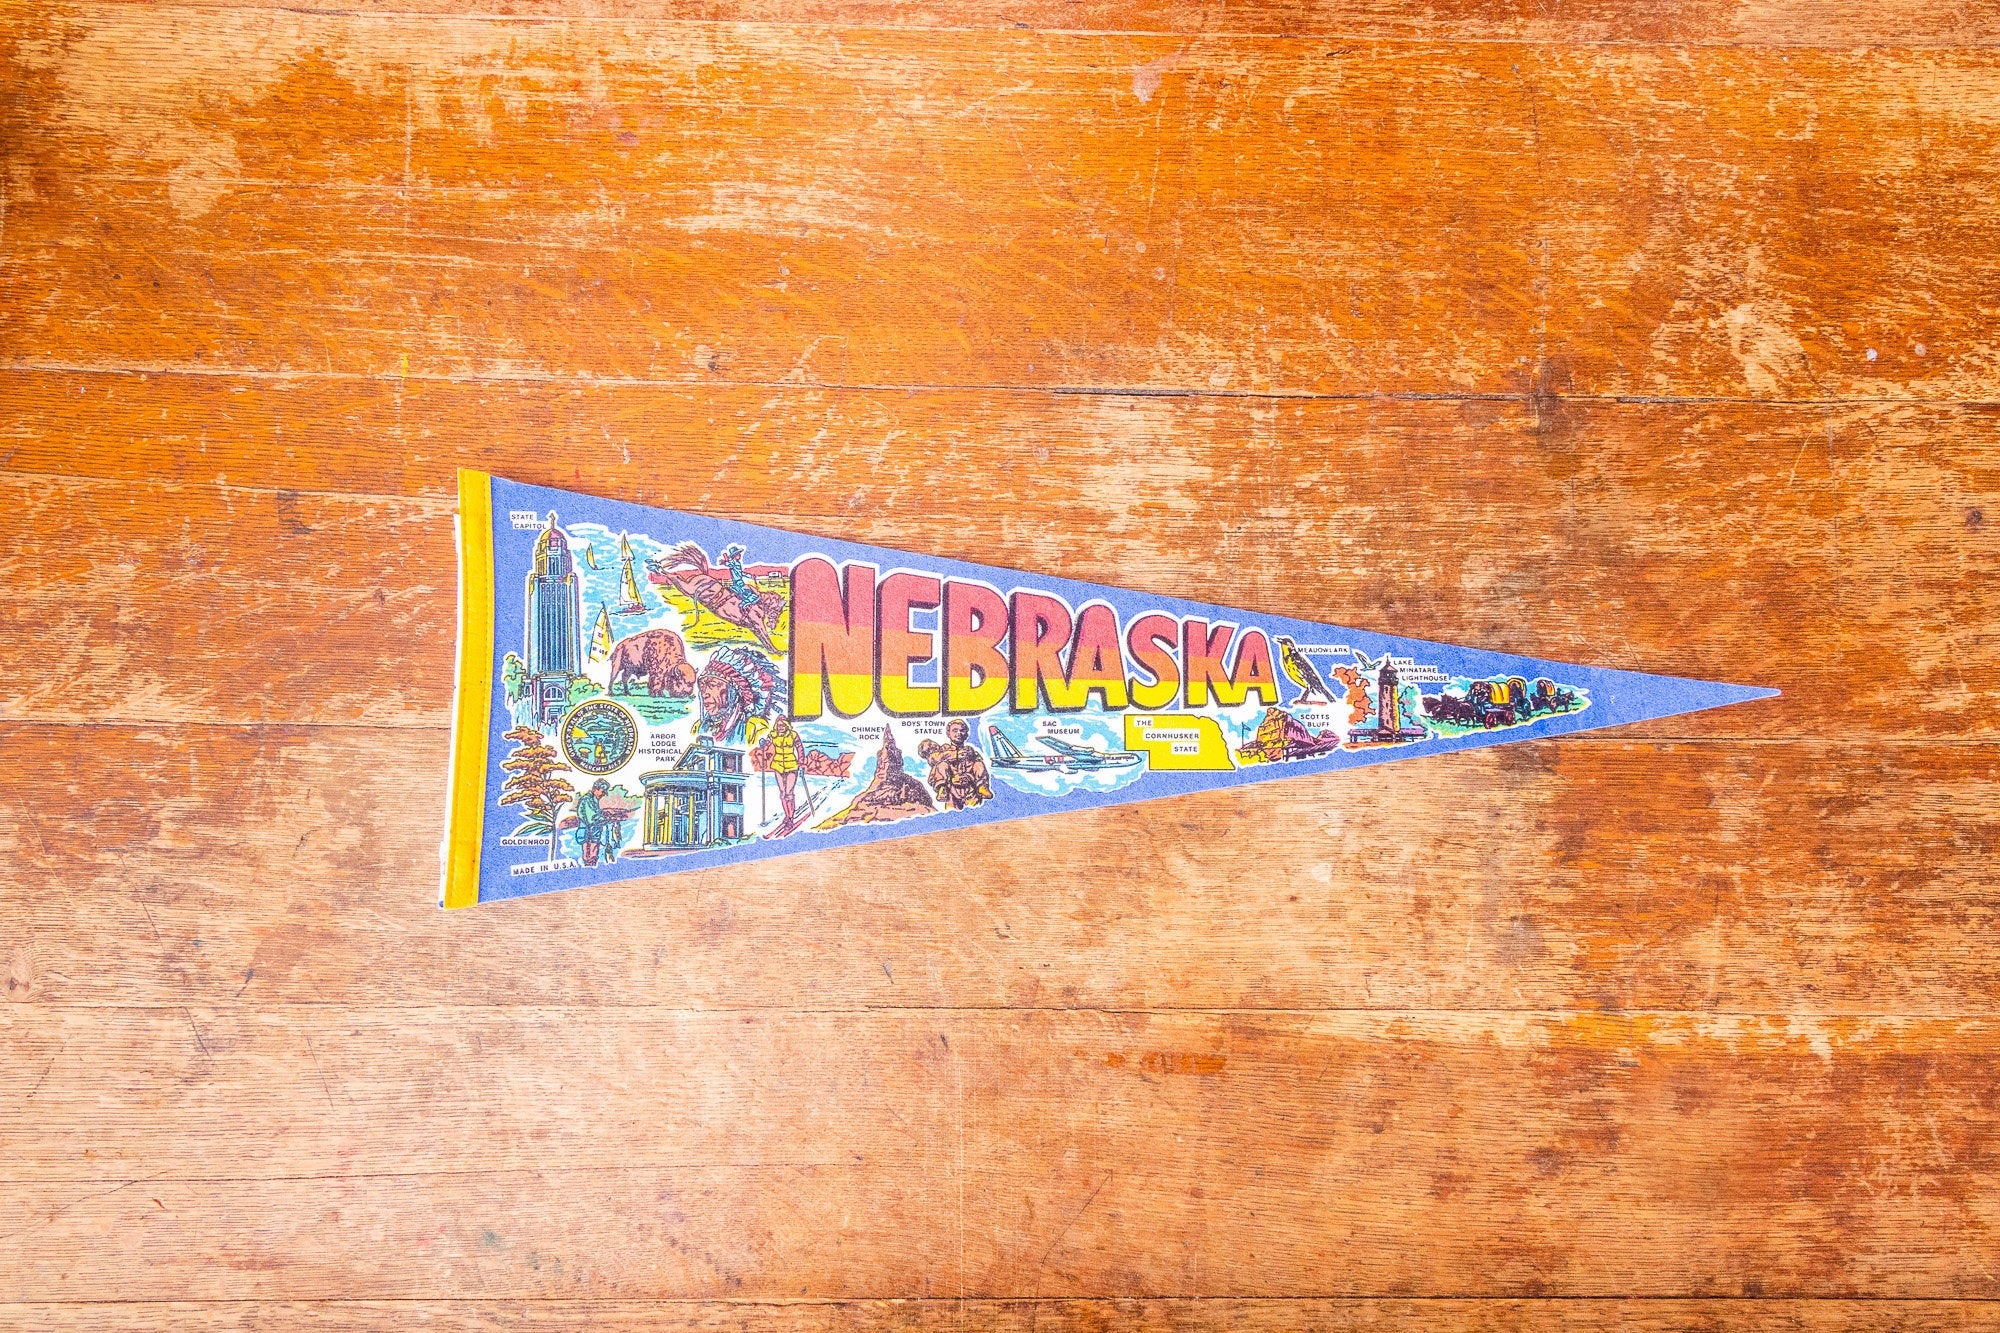 STATE
CAPITOL
NEBRASKA
MEADOWLARK
LAKE
MINATARE
LIGHTHOUSE
ARBOR
LODGE
HISTORICAL
PARK
CHIMNEY
ROCK
BOYS TOWN
STATUE
SAC
MUSEUM
THE
CORNHUSKER
STATE
SCOTTS
BLUFF
GOLDENROD
MADE IN U.S.A.